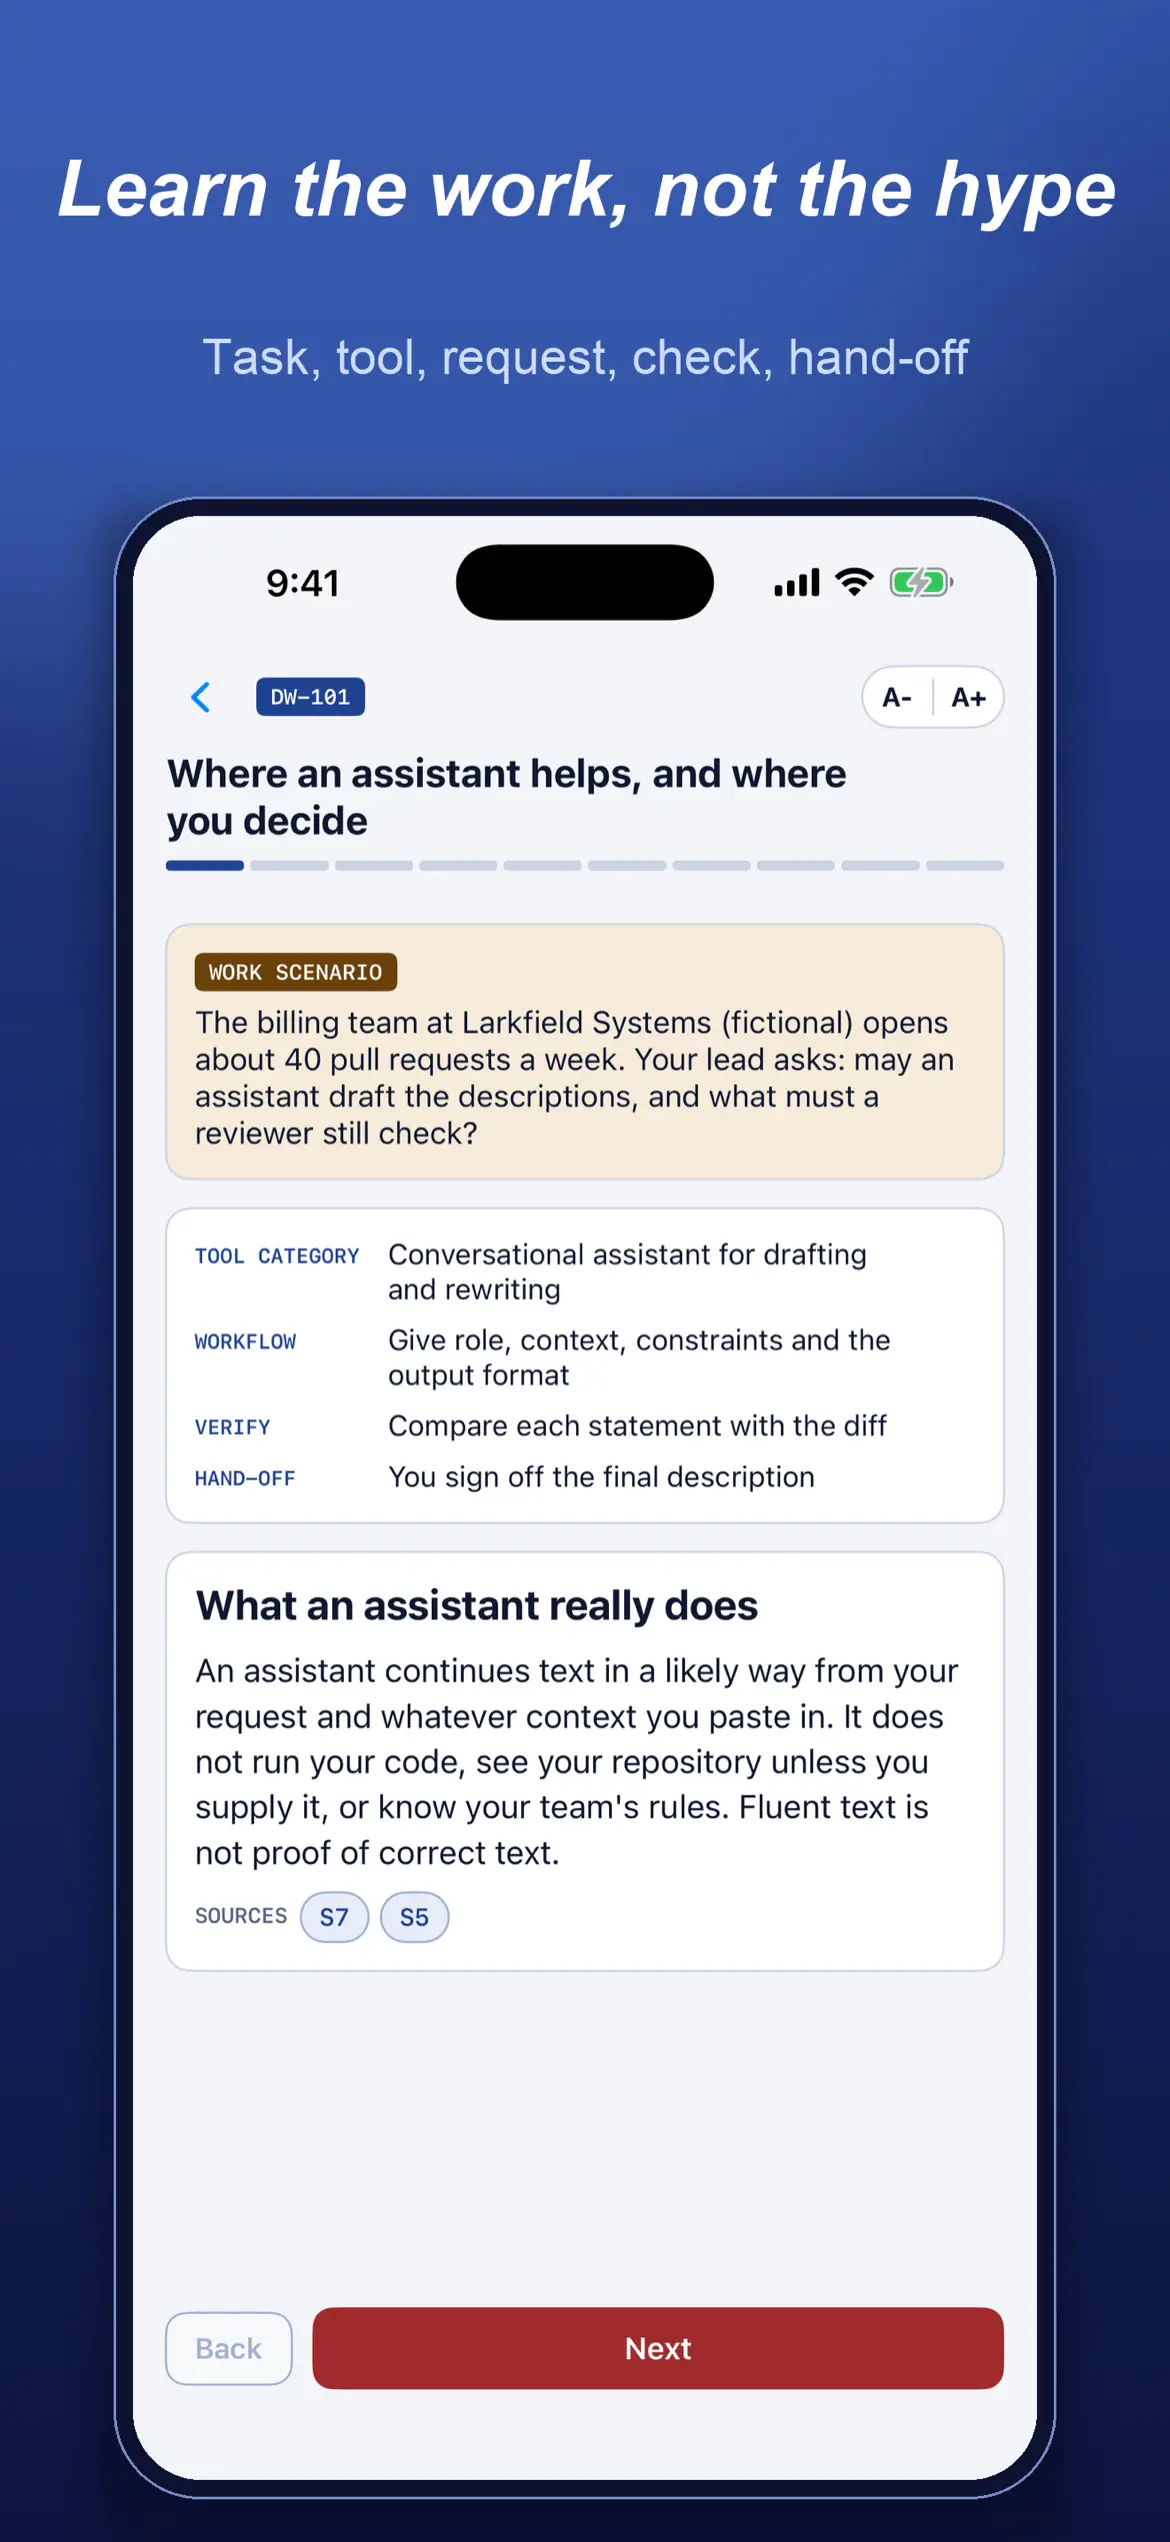 Learn the work, not the hype
Task, tool, request, check, hand-off
9:41
DW-101
A- A+
Where an assistant helps, and where
you decide
WORK SCENARIO
The billing team at Larkfield Systems (fictional) opens
about 40 pull requests a week. Your lead asks: may an
assistant draft the descriptions, and what must a
reviewer still check?
TOOL CATEGORY Conversational assistant for drafting
and rewriting
WORKFLOW Give role, context, constraints and the
output format
VERIFY Compare each statement with the diff
HAND-OFF You sign off the final description
What an assistant really does
An assistant continues text in a likely way from your
request and whatever context you paste in. It does
not run your code, see your repository unless you
supply it, or know your team's rules. Fluent text is
not proof of correct text.
SOURCES S7 S5
Back Next